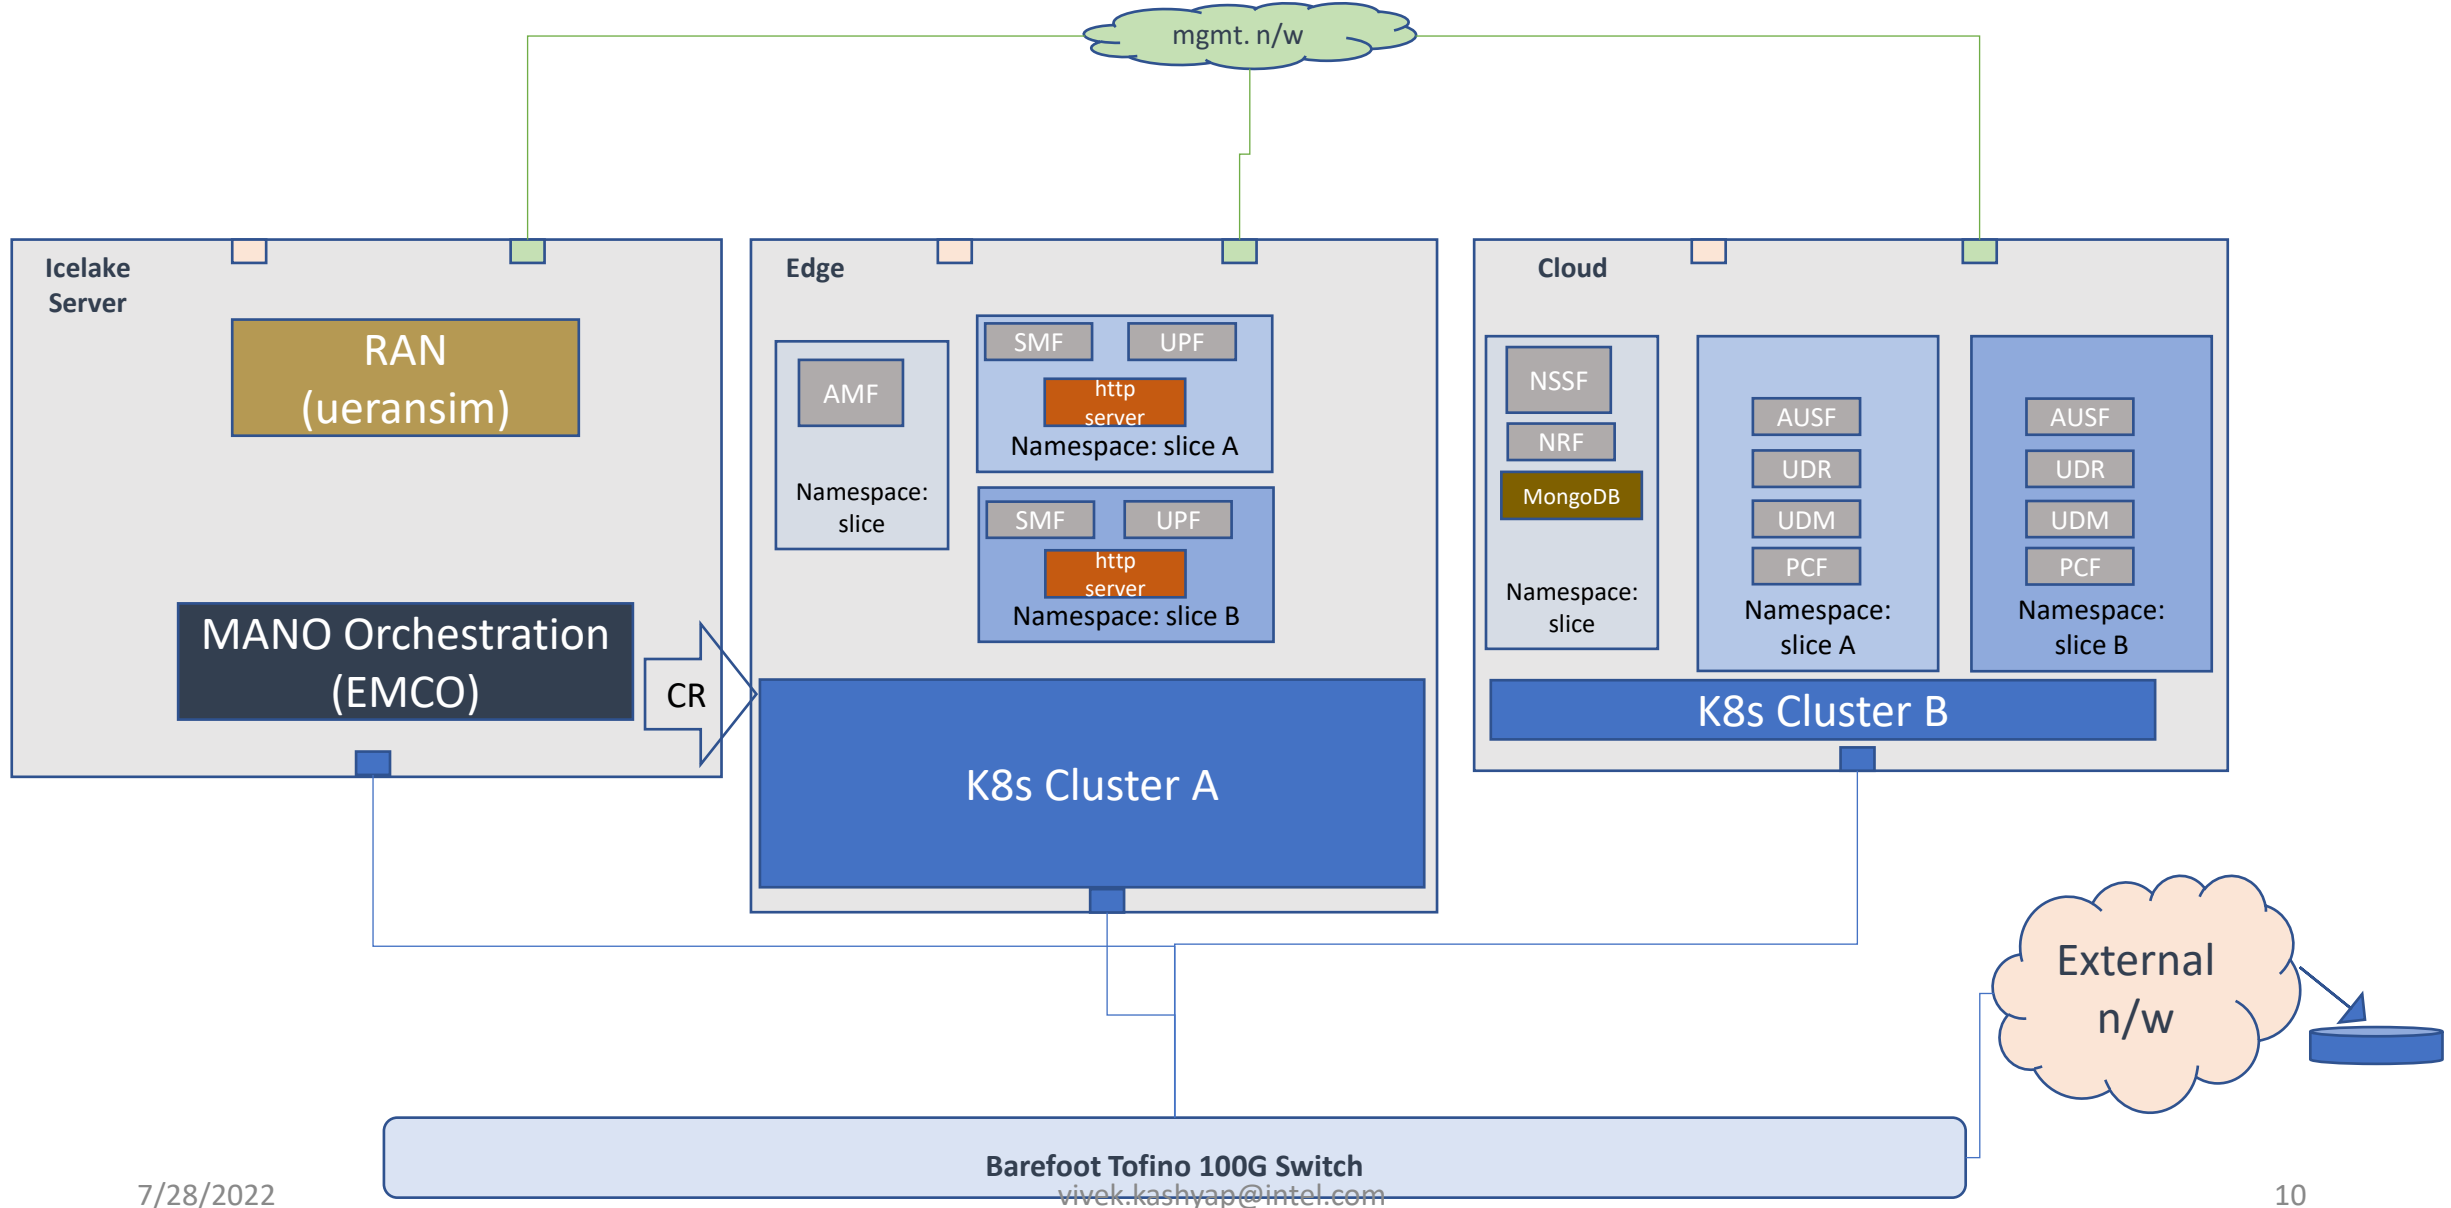 mgmt. n/w
Icelake
Server
RAN
(ueransim)
MANO Orchestration
(EMCO)
CR
Edge
AMF
Namespace:
slice
SMF
UPF
http
server
Namespace: slice A
SMF
UPF
http
server
Namespace: slice B
K8s Cluster A
Cloud
NSSF
NRF
MongoDB
Namespace:
slice
AUSF
UDR
UDM
PCF
Namespace:
slice A
AUSF
UDR
UDM
PCF
Namespace:
slice B
K8s Cluster B
External
n/w
Barefoot Tofino 100G Switch
7/28/2022
vivek.kashyap@intel.com
10